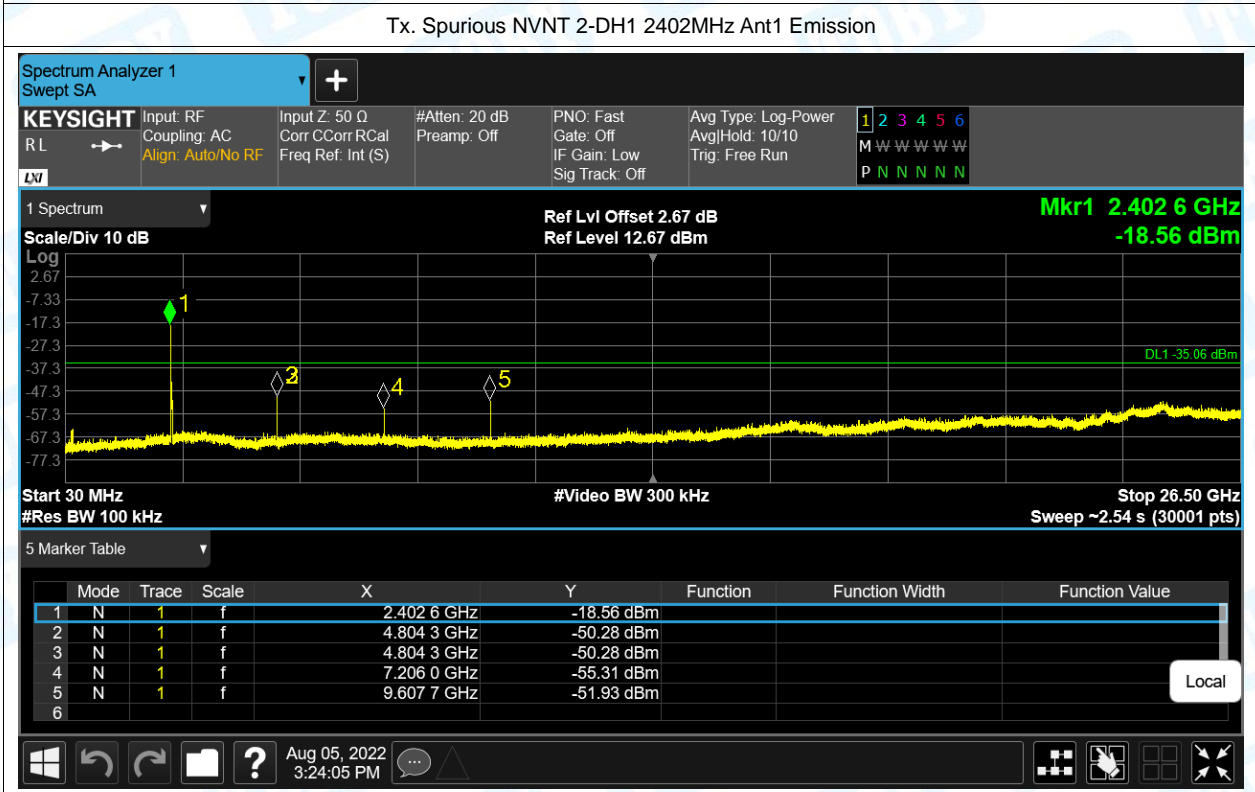 Tx. Spurious NVNT 2-DH1 2402MHz Ant1 Emission
Spectrum Analyzer 1
Swept SA
KEYSIGHT Input: RF Input Z: 50 Ω #Atten: 20 dB PNO: Fast Avg Type: Log-Power 1 2 3 4 5 6
R L Coupling: AC Corr CCorr RCal Preamp: Off Gate: Off Avg|Hold: 10/10 M W W W W W
Align: Auto/No RF Freq Ref: Int (S) IF Gain: Low Trig: Free Run
LXI Sig Track: Off P N N N N N
1 Spectrum Ref Lvl Offset 2.67 dB Mkr1 2.402 6 GHz
Scale/Div 10 dB Ref Level 12.67 dBm -18.56 dBm
Log
2.67
-7.33
1
-17.3
-27.3
DL1 -35.06 dBm
-37.3
3 4 5
-47.3
-57.3
-67.3
-77.3
Start 30 MHz #Video BW 300 kHz Stop 26.50 GHz
#Res BW 100 kHz Sweep ~2.54 s (30001 pts)
5 Marker Table
Mode Trace Scale X Y Function Function Width Function Value
1 N 1 f 2.402 6 GHz -18.56 dBm
2 N 1 f 4.804 3 GHz -50.28 dBm
3 N 1 f 4.804 3 GHz -50.28 dBm
4 N 1 f 7.206 0 GHz -55.31 dBm
5 N 1 f 9.607 7 GHz -51.93 dBm
6
Local
? Aug 05, 2022
3:24:05 PM